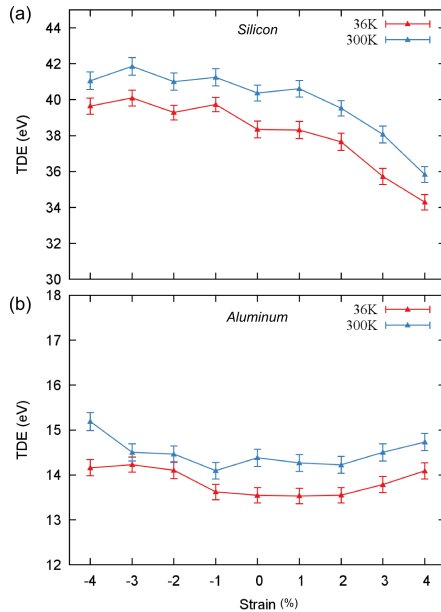 (a)
Silicon
36K
300K
44
42
40
38
36
34
32
30
TDE (eV)
(b)
Aluminum
36K
300K
18
17
16
15
14
13
12
TDE (eV)
-4 -3 -2 -1 0 1 2 3 4
Strain (%)